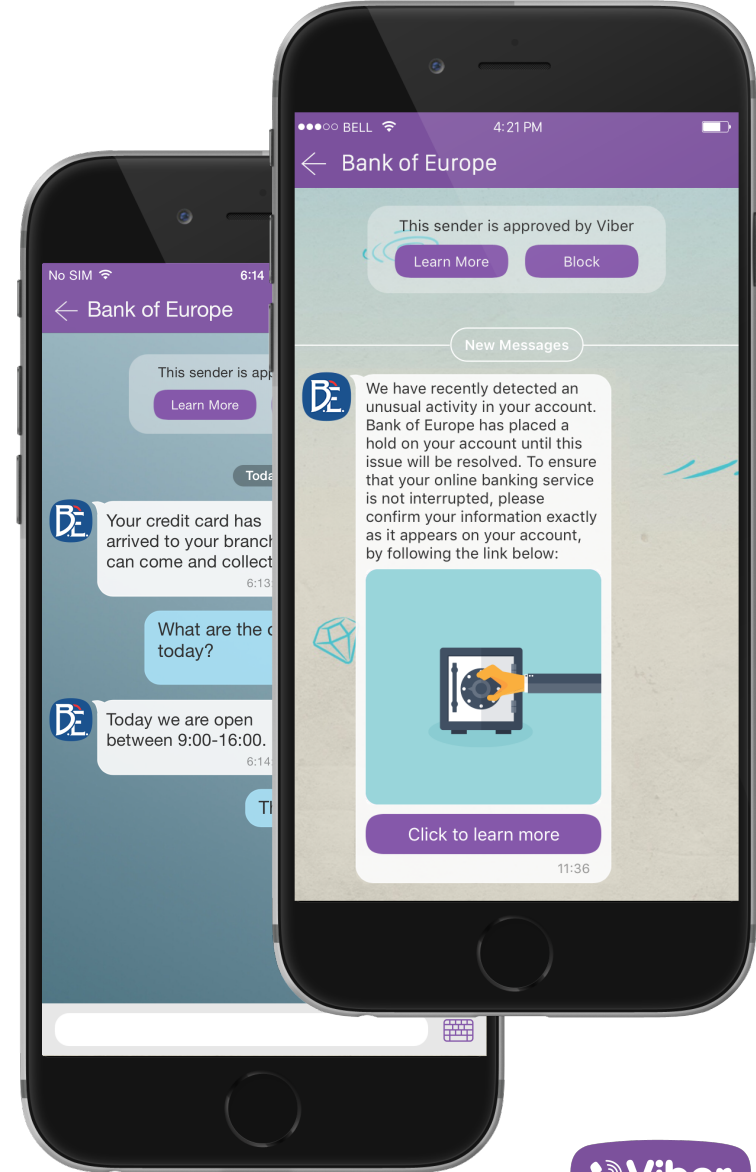 BELL
4:21 PM
Bank of Europe
This sender is approved by Viber
Learn More
Block
New Messages
B.E.
We have recently detected an
unusual activity in your account.
Bank of Europe has placed a
hold on your account until this
issue will be resolved. To ensure
that your online banking service
is not interrupted, please
confirm your information exactly
as it appears on your account,
by following the link below:
Click to learn more
11:36
No SIM
6:14
Bank of Europe
This sender is
Learn More
B.E.
Your credit card has
arrived to your
can come and collect
6:13
What are the
today?
B.E.
Today we are open
between 9:00-16:00.
6:14
Viber